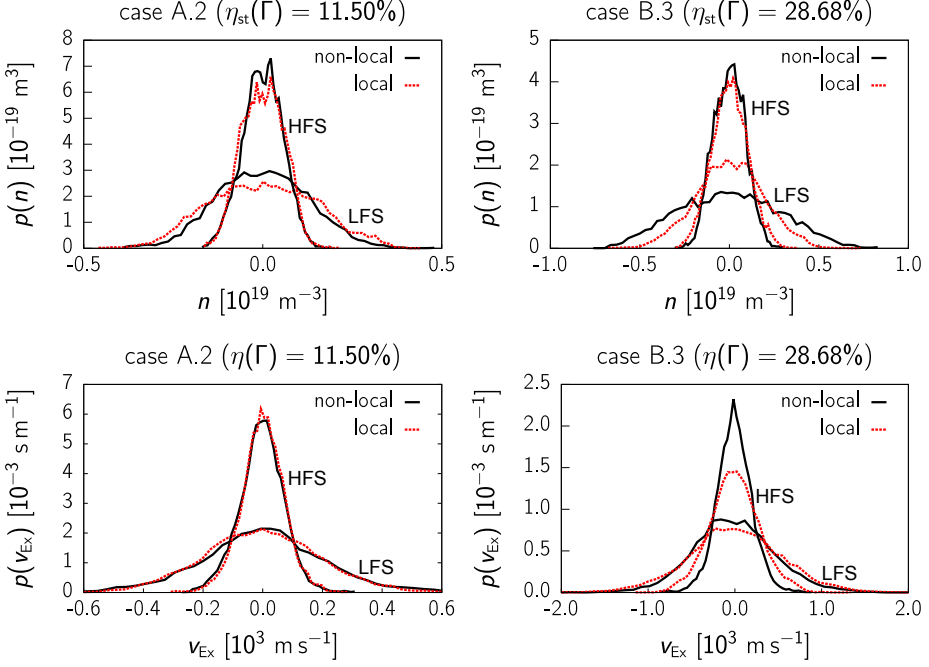 case A.2 (ηst(Γ) = 11.50%)
8
7
6
5
4
3
2
1
0
p(n) [10⁻¹⁹ m³]
non-local
local
HFS
LFS
-0.5 0.0 0.5
n [10¹⁹ m⁻³]
case B.3 (ηst(Γ) = 28.68%)
5
4
3
2
1
0
p(n) [10⁻¹⁹ m³]
non-local
local
HFS
LFS
-1.0 -0.5 0.0 0.5 1.0
n [10¹⁹ m⁻³]
case A.2 (η(Γ) = 11.50%)
7
6
5
4
3
2
1
0
p(vEx) [10⁻³ s m⁻¹]
non-local
local
HFS
LFS
-0.6 -0.4 -0.2 0.0 0.2 0.4 0.6
vEx [10³ m s⁻¹]
case B.3 (η(Γ) = 28.68%)
2.5
2.0
1.5
1.0
0.5
0.0
p(vEx) [10⁻³ s m⁻¹]
non-local
local
HFS
LFS
-2.0 -1.0 0.0 1.0 2.0
vEx [10³ m s⁻¹]